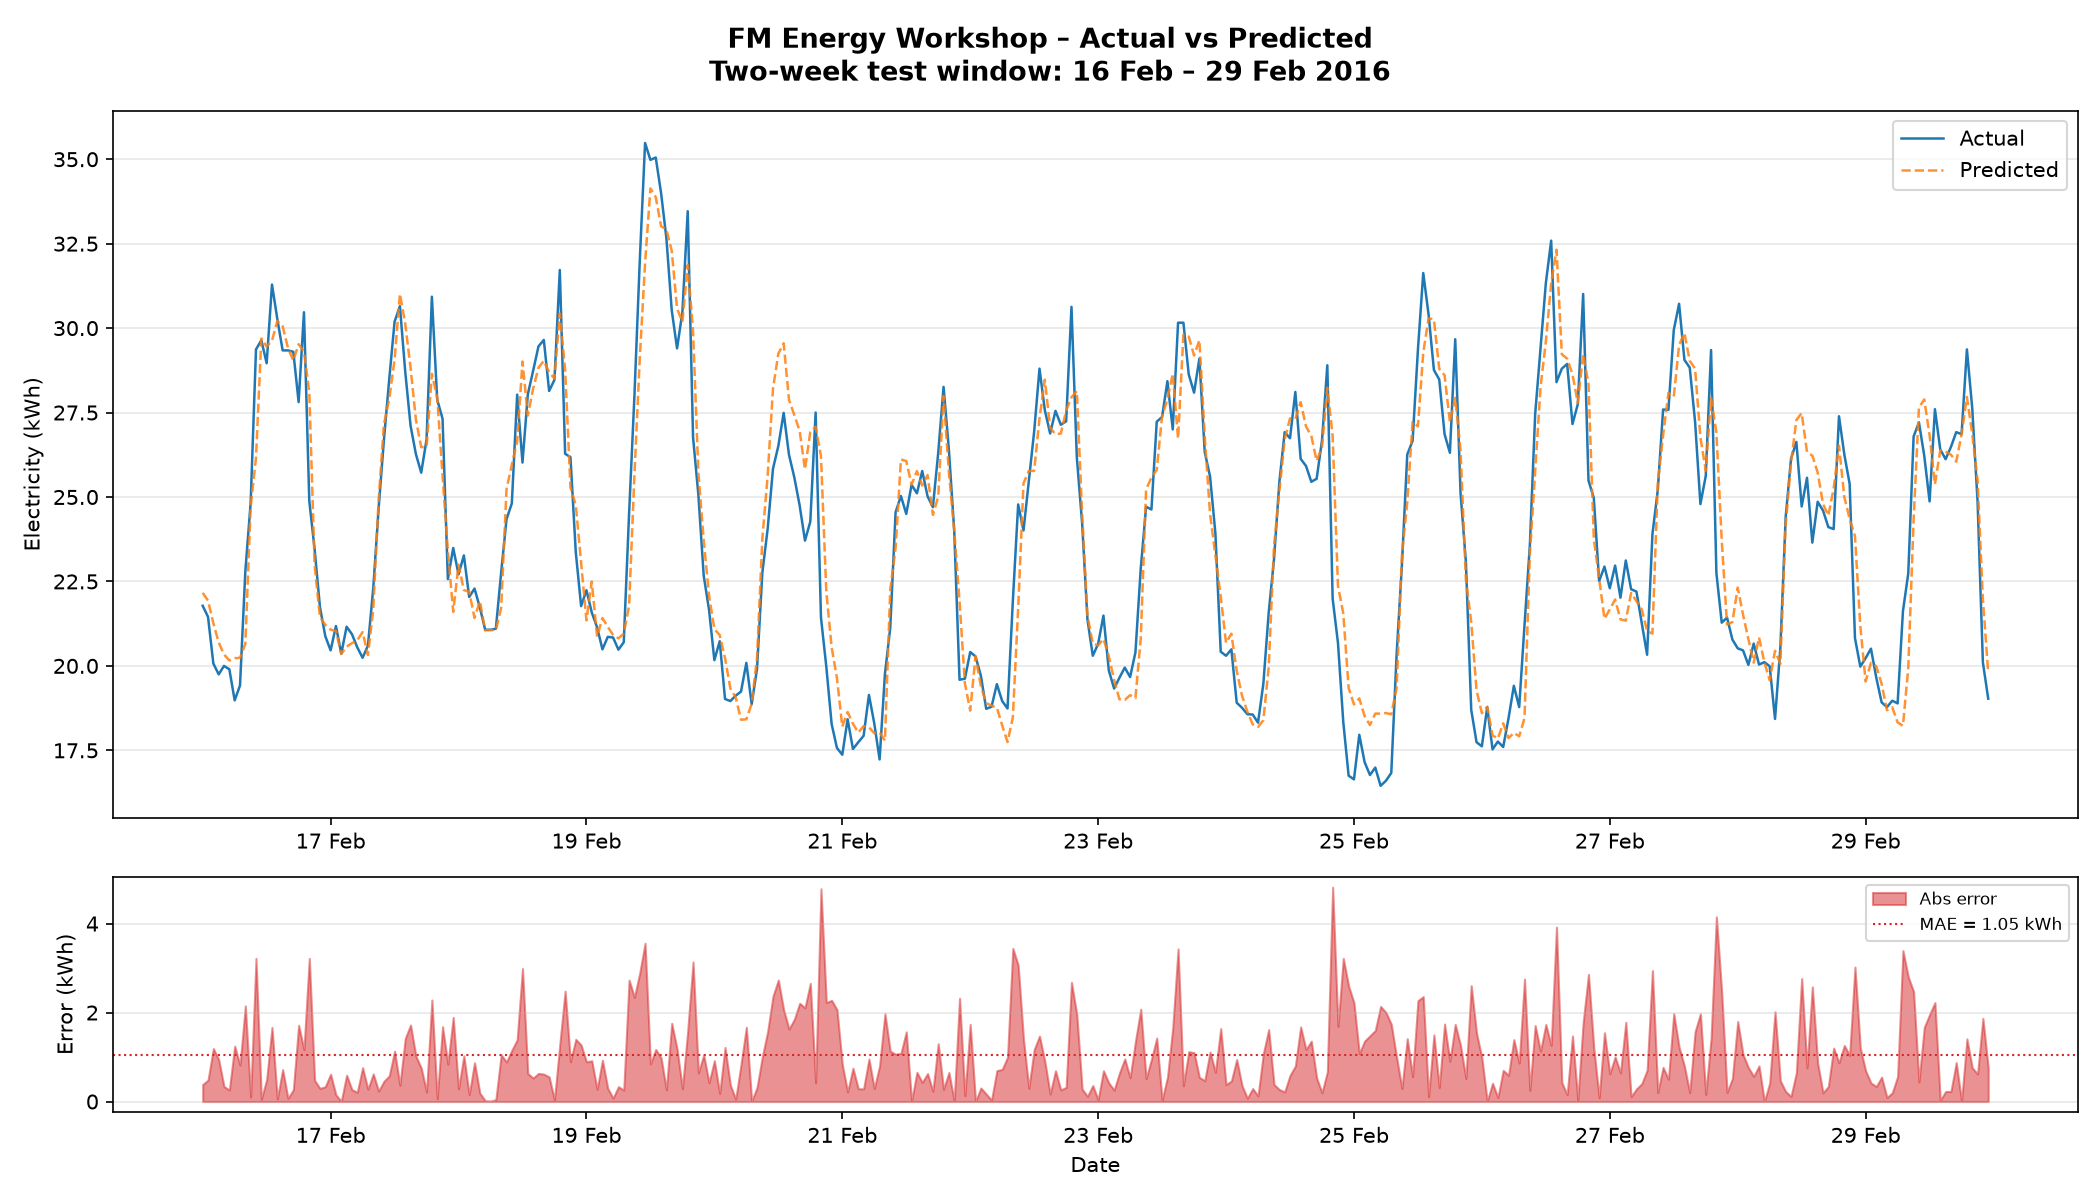 FM Energy Workshop – Actual vs Predicted
Two-week test window: 16 Feb – 29 Feb 2016
Electricity (kWh)
35.0
32.5
30.0
27.5
25.0
22.5
20.0
17.5
Actual
Predicted
17 Feb
19 Feb
21 Feb
23 Feb
25 Feb
27 Feb
29 Feb
Error (kWh)
4
2
0
Abs error
MAE = 1.05 kWh
17 Feb
19 Feb
21 Feb
23 Feb
25 Feb
27 Feb
29 Feb
Date